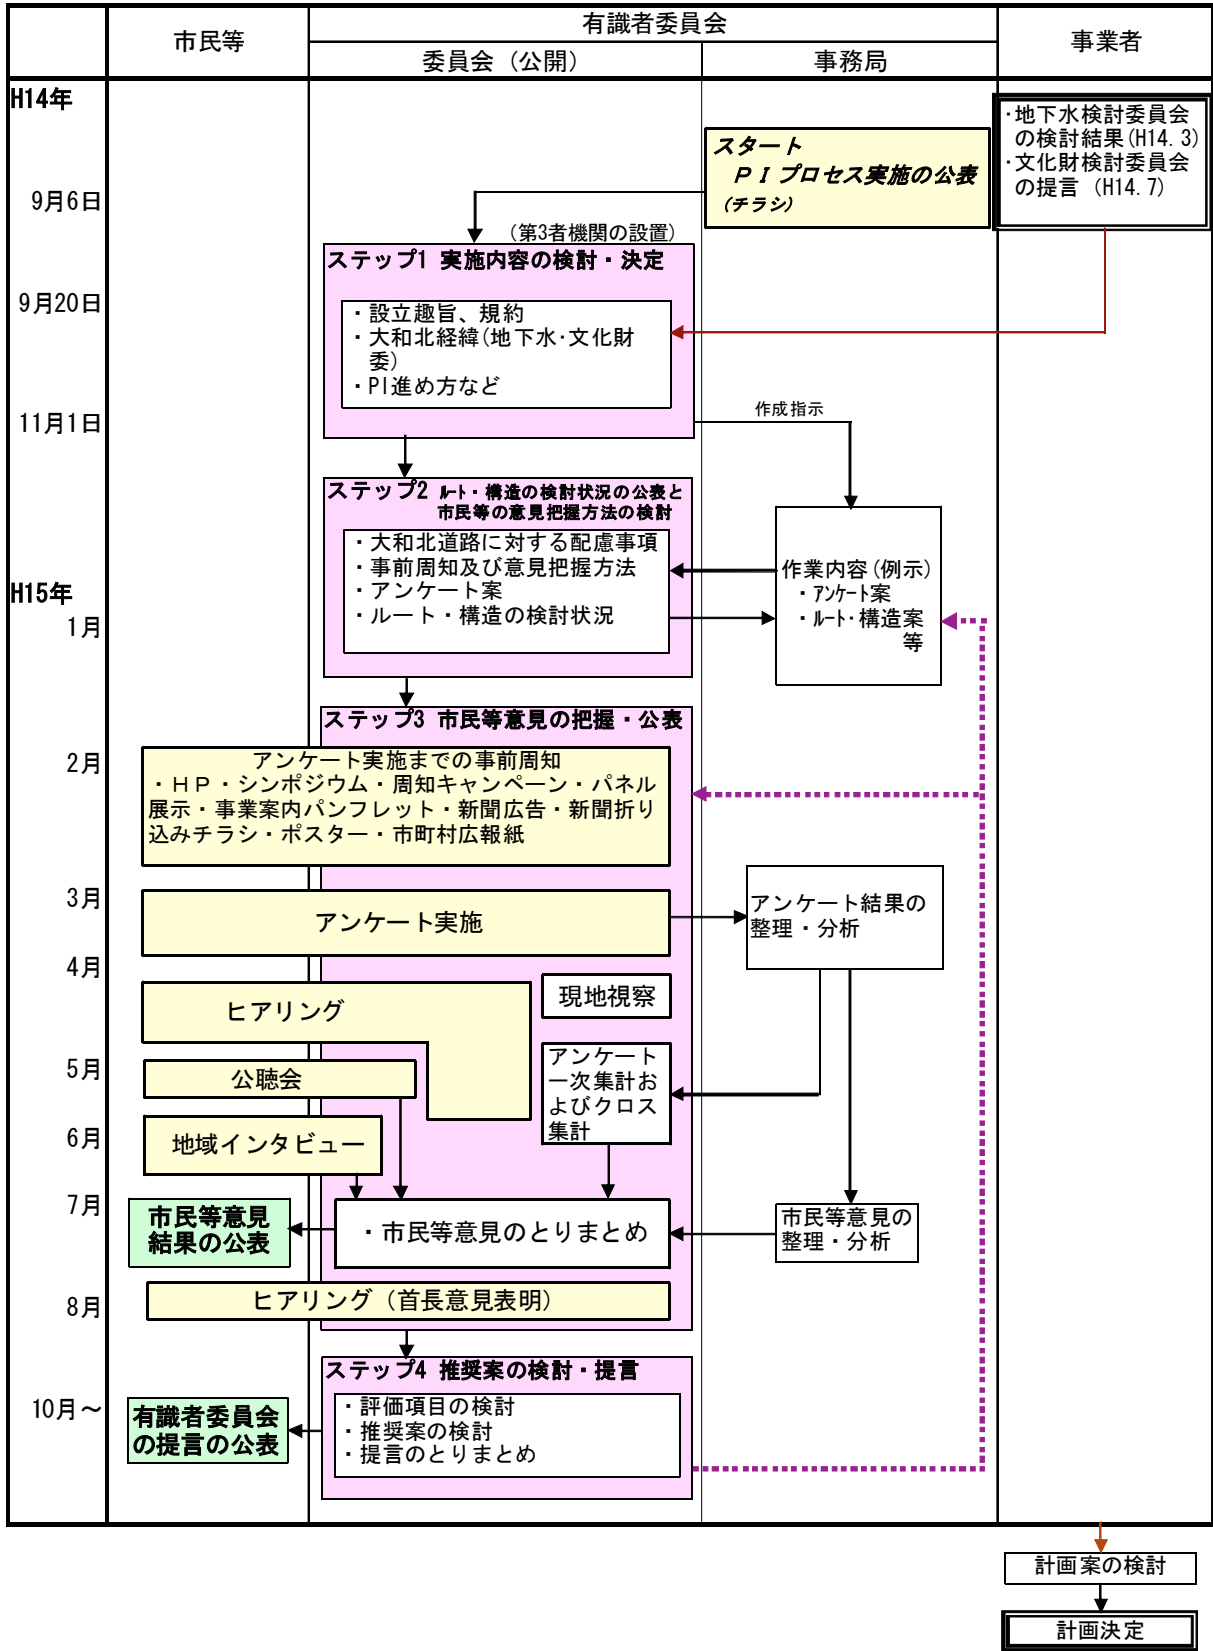 市民等
有識者委員会
委員会（公開）
事務局
事業者
H14年
9月6日
9月20日
11月1日
H15年
1月
2月
3月
4月
5月
6月
7月
8月
10月～
・地下水検討委員会
の検討結果(H14.3)
・文化財検討委員会
の提言（H14.7）
スタート
ＰＩプロセス実施の公表
（チラシ）
（第3者機関の設置）
ステップ1 実施内容の検討・決定
・設立趣旨、規約
・大和北経緯(地下水・文化財
委)
・PI進め方など
作成指示
ステップ2 ﾙｰﾄ・構造の検討状況の公表と
市民等の意見把握方法の検討
・大和北道路に対する配慮事項
・事前周知及び意見把握方法
・アンケート案
・ルート・構造の検討状況
作業内容(例示)
・ｱﾝｹｰﾄ案
・ﾙｰﾄ・構造案
等
ステップ3 市民等意見の把握・公表
アンケート実施までの事前周知
・ＨＰ・シンポジウム・周知キャンペーン・パネル
展示・事業案内パンフレット・新聞広告・新聞折り
込みチラシ・ポスター・市町村広報紙
アンケート実施
アンケート結果の
整理・分析
ヒアリング
現地視察
公聴会
アンケート
一次集計お
よびクロス
集計
地域インタビュー
市民等意見
結果の公表
・市民等意見のとりまとめ
市民等意見の
整理・分析
ヒアリング（首長意見表明）
ステップ4 推奨案の検討・提言
・評価項目の検討
・推奨案の検討
・提言のとりまとめ
有識者委員会
の提言の公表
計画案の検討
計画決定